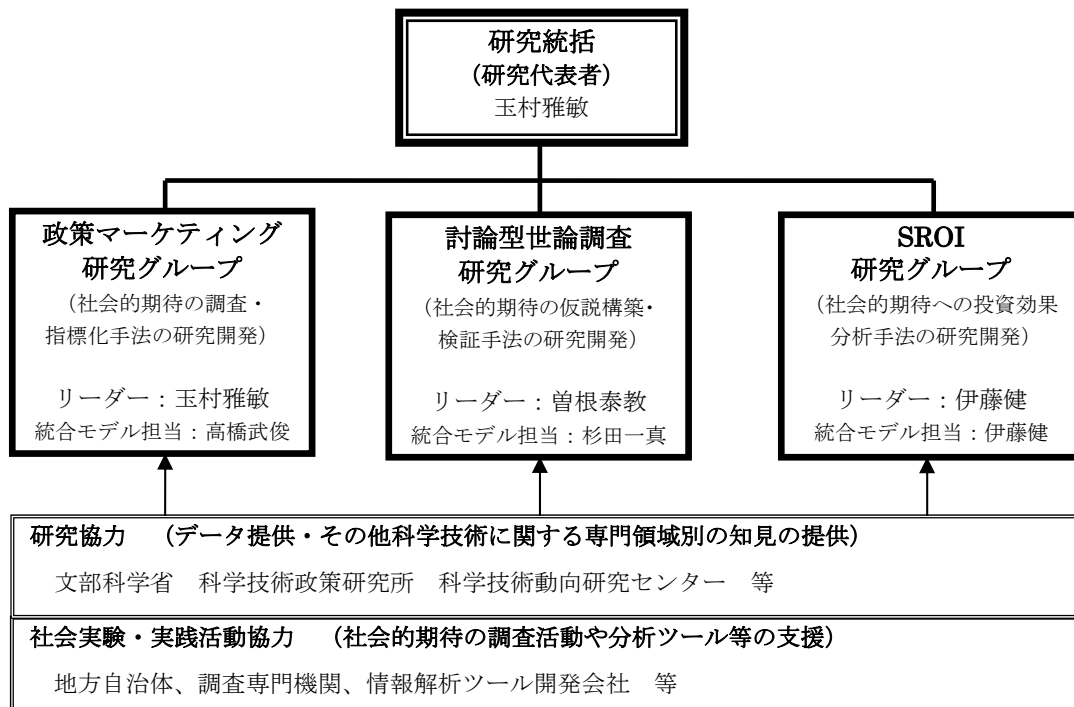 研究統括
(研究代表者)
玉村雅敏
政策マーケティング
研究グループ
（社会的期待の調査・
指標化手法の研究開発）
リーダー：玉村雅敏
統合モデル担当：高橋武俊
討論型世論調査
研究グループ
（社会的期待の仮説構築・
検証手法の研究開発）
リーダー：曽根泰教
統合モデル担当：杉田一真
SROI
研究グループ
（社会的期待への投資効果
分析手法の研究開発）
リーダー：伊藤健
統合モデル担当：伊藤健
研究協力　（データ提供・その他科学技術に関する専門領域別の知見の提供）
文部科学省　科学技術政策研究所　科学技術動向研究センター　等
社会実験・実践活動協力　（社会的期待の調査活動や分析ツール等の支援）
地方自治体、調査専門機関、情報解析ツール開発会社　等